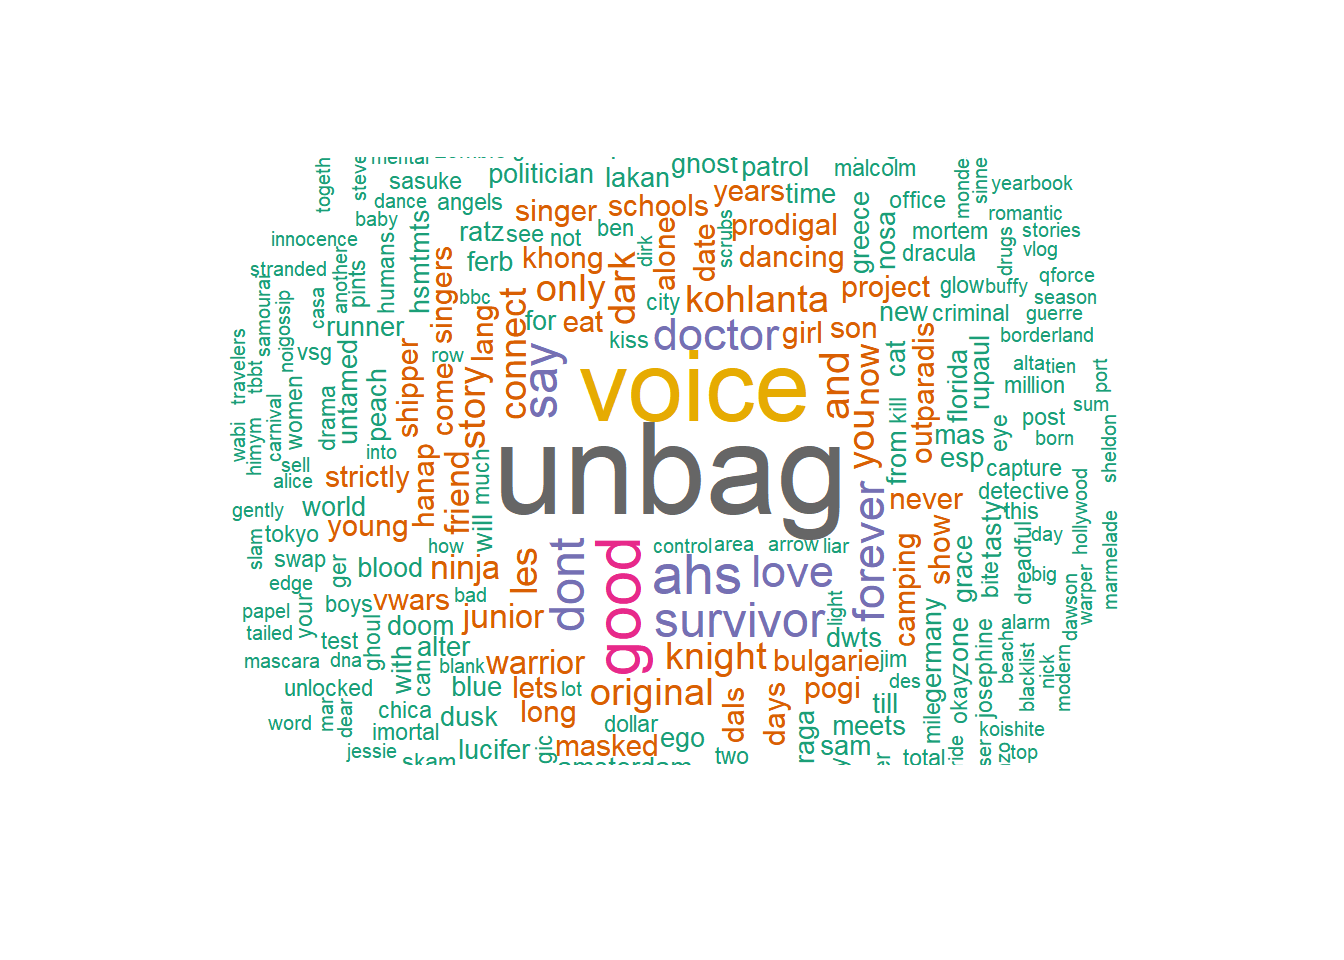 togeth
steve
mental
sasuke
politician
lakan
ghost
patrol
malcolm
monde
sinne
yearbook
dance
angels
baby
singer
schools
years
time
office
romantic
innocence
humans
hsmtmts
ratz
see
not
ben
dirk
alone
date
scrubs
prodigal
greece
nosa
mortem
drugs
stories
vlog
stranded
another
pints
singers
ferb
khong
dark
dancing
dracula
qforce
travelers
tbbt
samourai
noi
gossip
casa
bbc
connect
only
city
kohlanta
project
glow
buffy
season
guerre
runner
lang
for
eat
kiss
doctor
girl
son
new
criminal
borderland
vsg
untamed
peach
shipper
come
row
story
say
voice
and
you
now
cat
kill
from
outparadis
florida
rupaul
alta
tien
million
port
wabi
himym
carnival
women
drama
into
much
unbag
mas
esp
eye
post
sum
born
sheldon
sell
alice
strictly
hanap
friend
will
forever
never
capture
detective
gently
world
young
this
tasty
bite
hollywood
slam
tokyo
how
control
area
arrow
liar
show
day
swap
ger
blood
ninja
les
dont
good
ahs
love
camping
grace
dreadful
big
marmelade
edge
your
boys
vwars
bad
junior
survivor
light
dwts
papel
tailed
test
ghoul
doom
alter
warrior
knight
bulgarie
jim
germany
zone
josephine
beach
alarm
dawson
warper
mascara
dna
with
can
blank
unlocked
mar
dear
blue
lets
lot
original
dals
days
pogi
des
till
mile
okay
blacklist
nick
modern
word
chica
imortal
dusk
long
dollar
ego
raga
meets
koishite
jessie
skam
lucifer
gic
masked
amsterdam
two
sam
total
ride
top